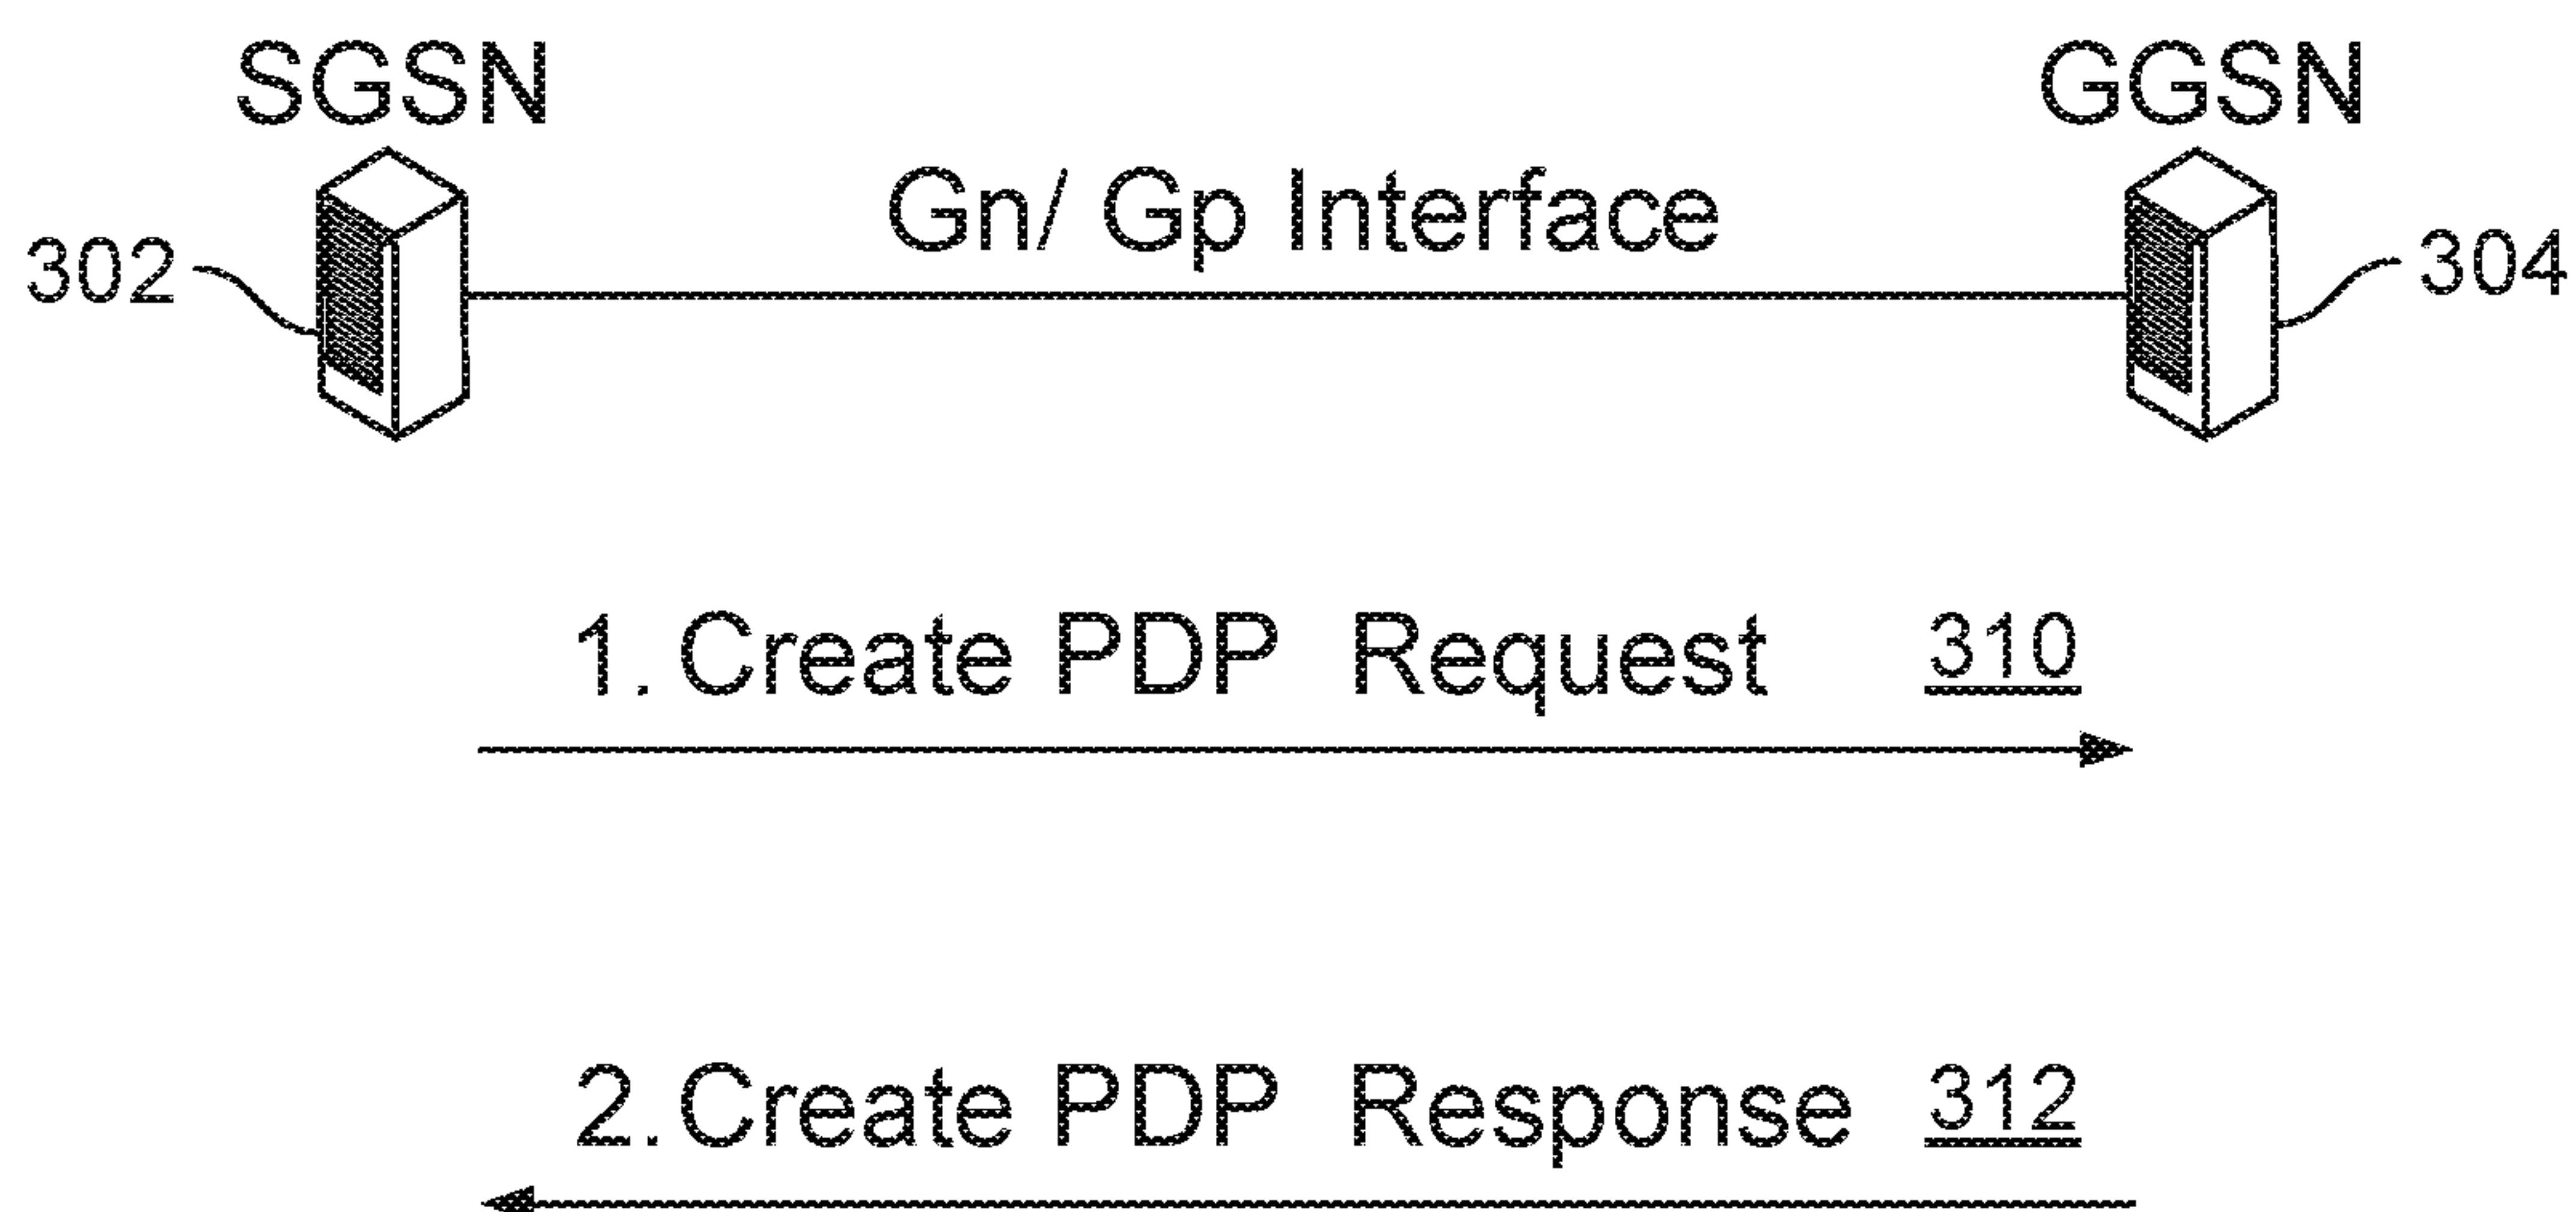 SGSN
GGSN
Gn/ Gp Interface
302
304
1. Create PDP Request 310
2. Create PDP Response 312